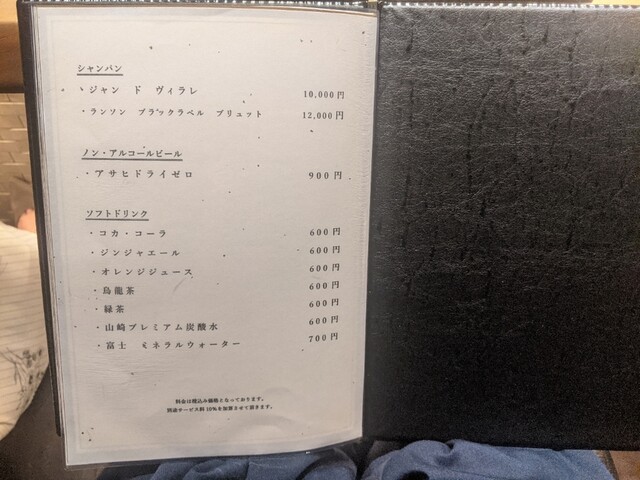 シャンパン
・ジャン ド ヴィラレ 10,000円
・ランソン ブラックラベル ブリュット 12,000円
ノン・アルコールビール
・アサヒドライゼロ 900円
ソフトドリンク
・コカ・コーラ 600円
・ジンジャエール 600円
・オレンジジュース 600円
・烏龍茶 600円
・緑茶 600円
・山崎プレミアム炭酸水 600円
・富士 ミネラルウォーター 700円
料金は税込み価格となっております。
別途サービス料10%を加算させて頂きます。